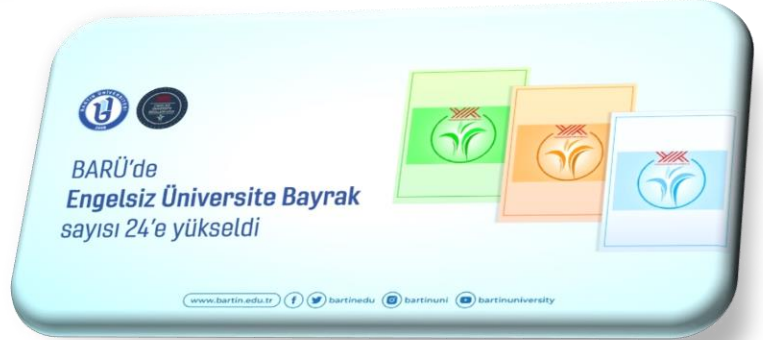 BARÜ'de
Engelsiz Üniversite Bayrak
sayısı 24'e yükseldi
www.bartin.edu.tr bartinedu bartinuni bartinuniversity